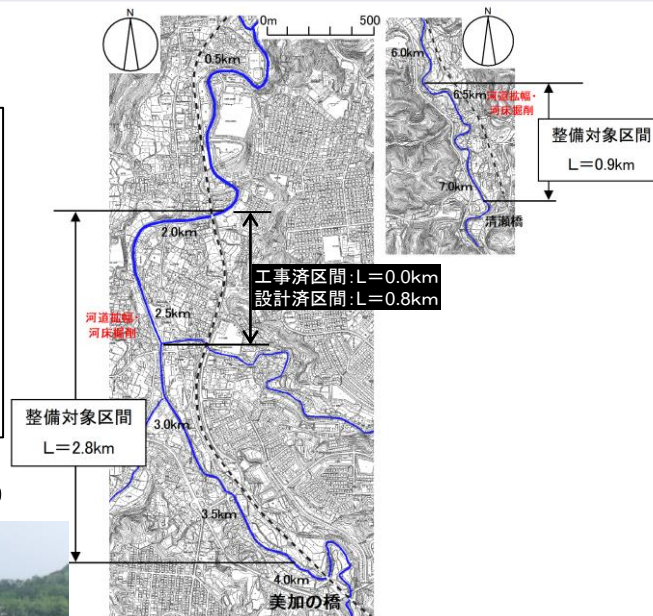 N
0m
500
0.5km
2.0km
工事済区間：L＝0.0km
設計済区間：L＝0.8km
2.5km
河道拡幅・
河床掘削
整備対象区間
L＝2.8km
3.0km
3.5km
4.0km
美加の橋
N
6.0km
6.5km
河道拡幅・
河床掘削
整備対象区間
L＝0.9km
7.0km
清瀬橋